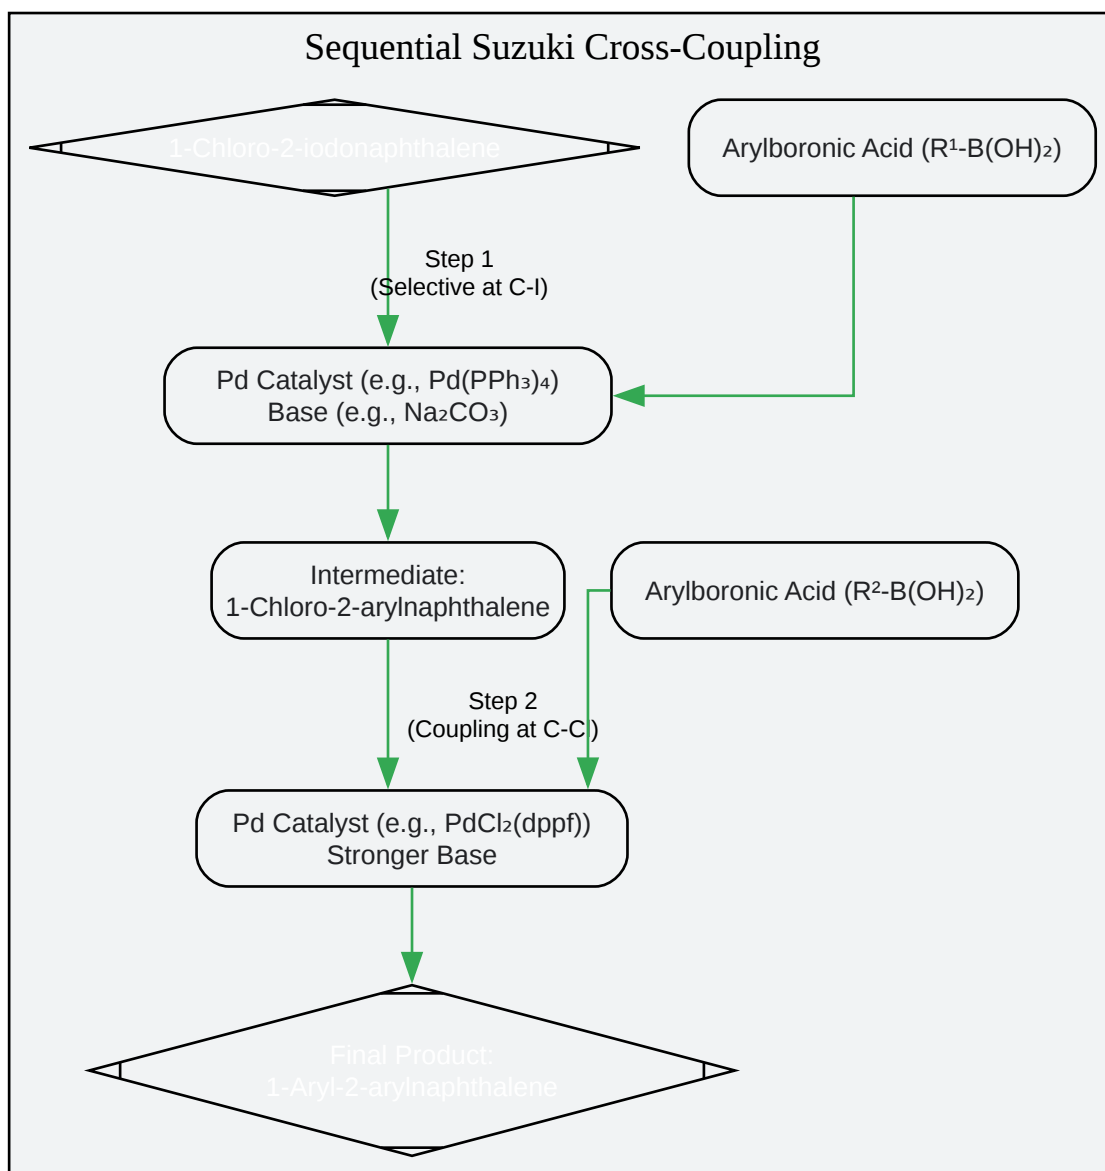 Sequential Suzuki Cross-Coupling
1-Chloro-2-iodonaphthalene
Arylboronic Acid (R¹-B(OH)₂)
Step 1
(Selective at C-I)
Pd Catalyst (e.g., Pd(PPh₃)₄)
Base (e.g., Na₂CO₃)
Intermediate:
1-Chloro-2-arylnaphthalene
Arylboronic Acid (R²-B(OH)₂)
Step 2
(Coupling at C-Cl)
Pd Catalyst (e.g., PdCl₂(dppf))
Stronger Base
Final Product:
1-Aryl-2-arylnaphthalene